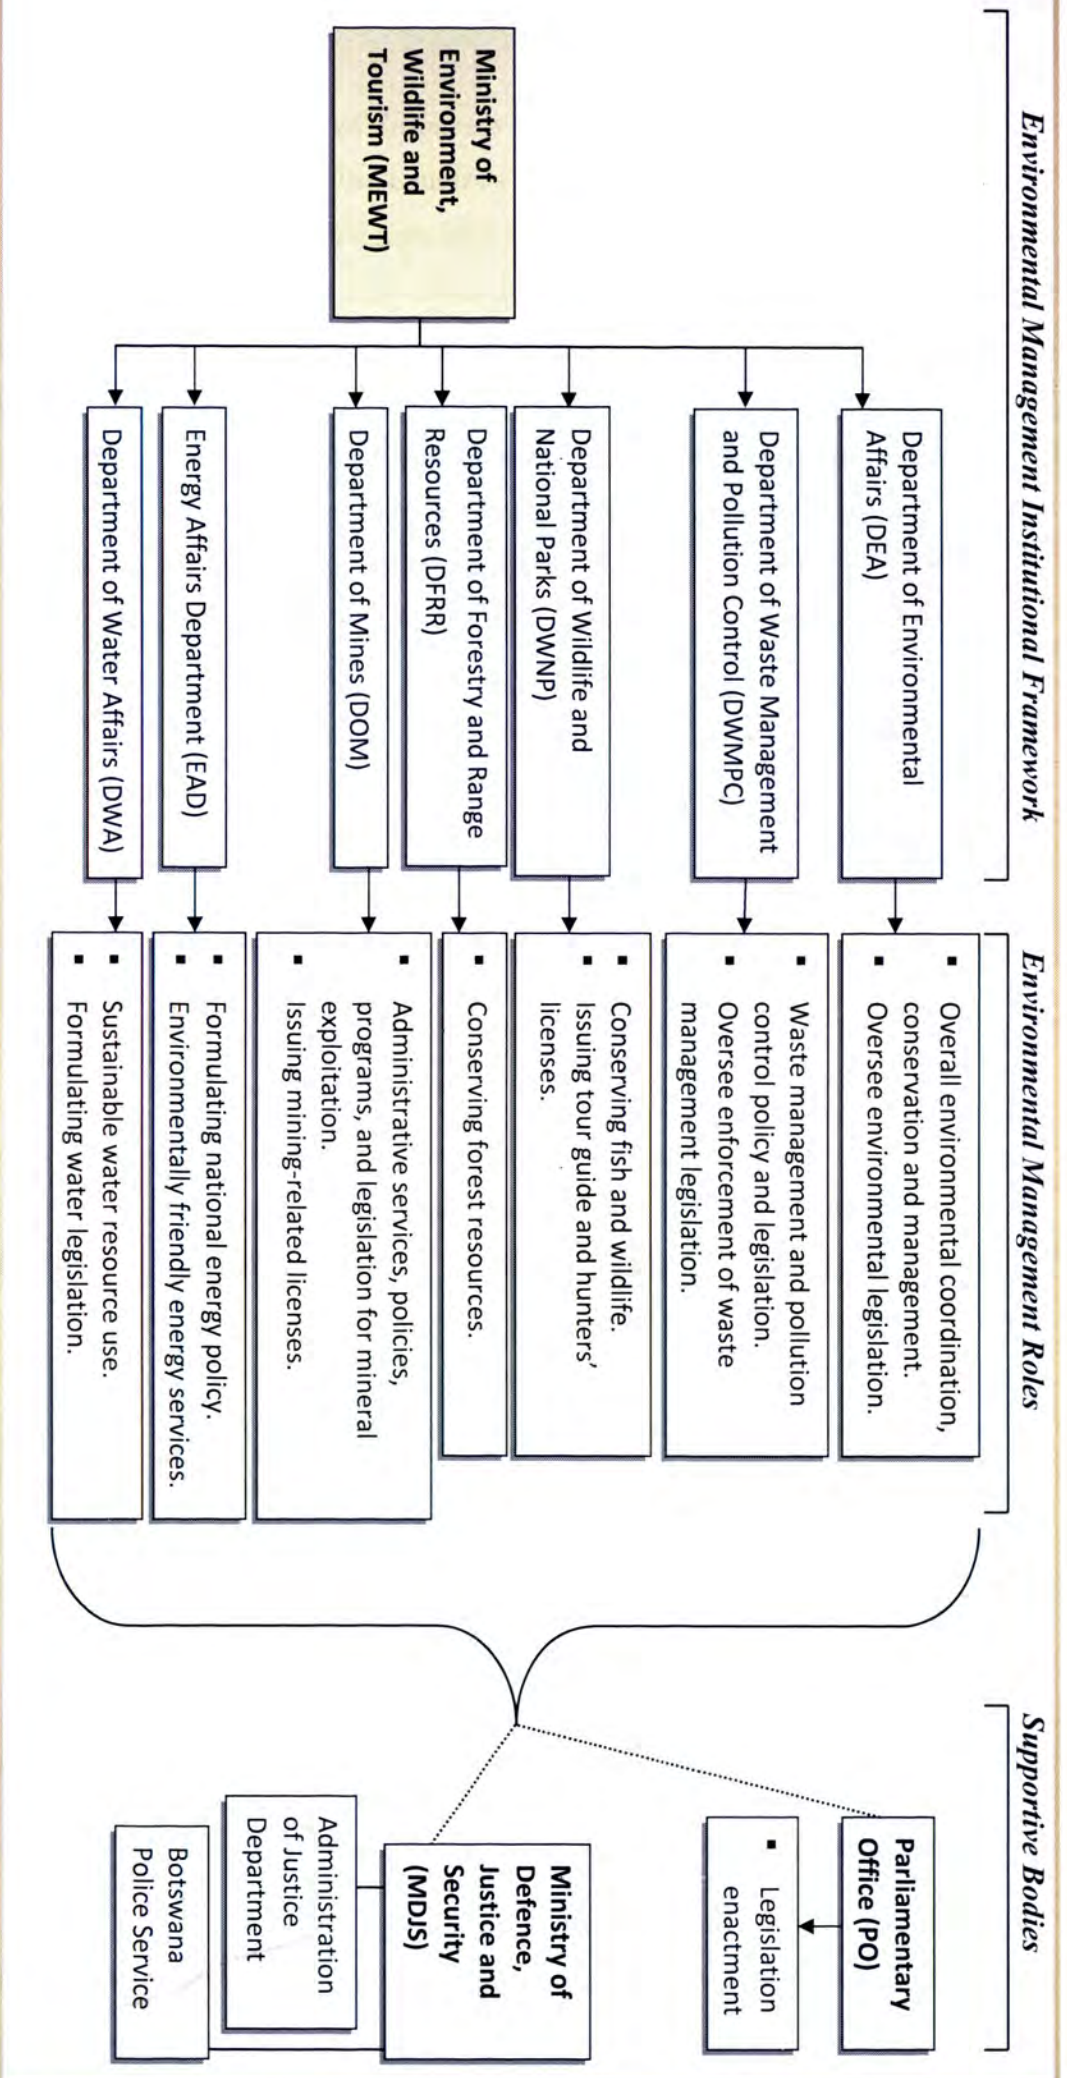 Environmental Management Institutional Framework
Environmental Management Roles
Supportive Bodies
Ministry of
Environment,
Wildlife and
Tourism (MEWT)
Department of Environmental
Affairs (DEA)
Department of Waste Management
and Pollution Control (DWMPC)
Department of Wildlife and
National Parks (DWNP)
Department of Forestry and Range
Resources (DFRR)
Department of Mines (DOM)
Energy Affairs Department (EAD)
Department of Water Affairs (DWA)
▪ Overall environmental coordination,
conservation and management.
▪ Oversee environmental legislation.
▪ Waste management and pollution
control policy and legislation.
▪ Oversee enforcement of waste
management legislation.
▪ Conserving fish and wildlife.
▪ Issuing tour guide and hunters’
licenses.
▪ Conserving forest resources.
▪ Administrative services, policies,
programs, and legislation for mineral
exploitation.
▪ Issuing mining-related licenses.
▪ Formulating national energy policy.
▪ Environmentally friendly energy services.
▪ Sustainable water resource use.
▪ Formulating water legislation.
Parliamentary
Office (PO)
▪ Legislation
enactment
Ministry of
Defence,
Justice and
Security
(MDJS)
Administration
of Justice
Department
Botswana
Police Service